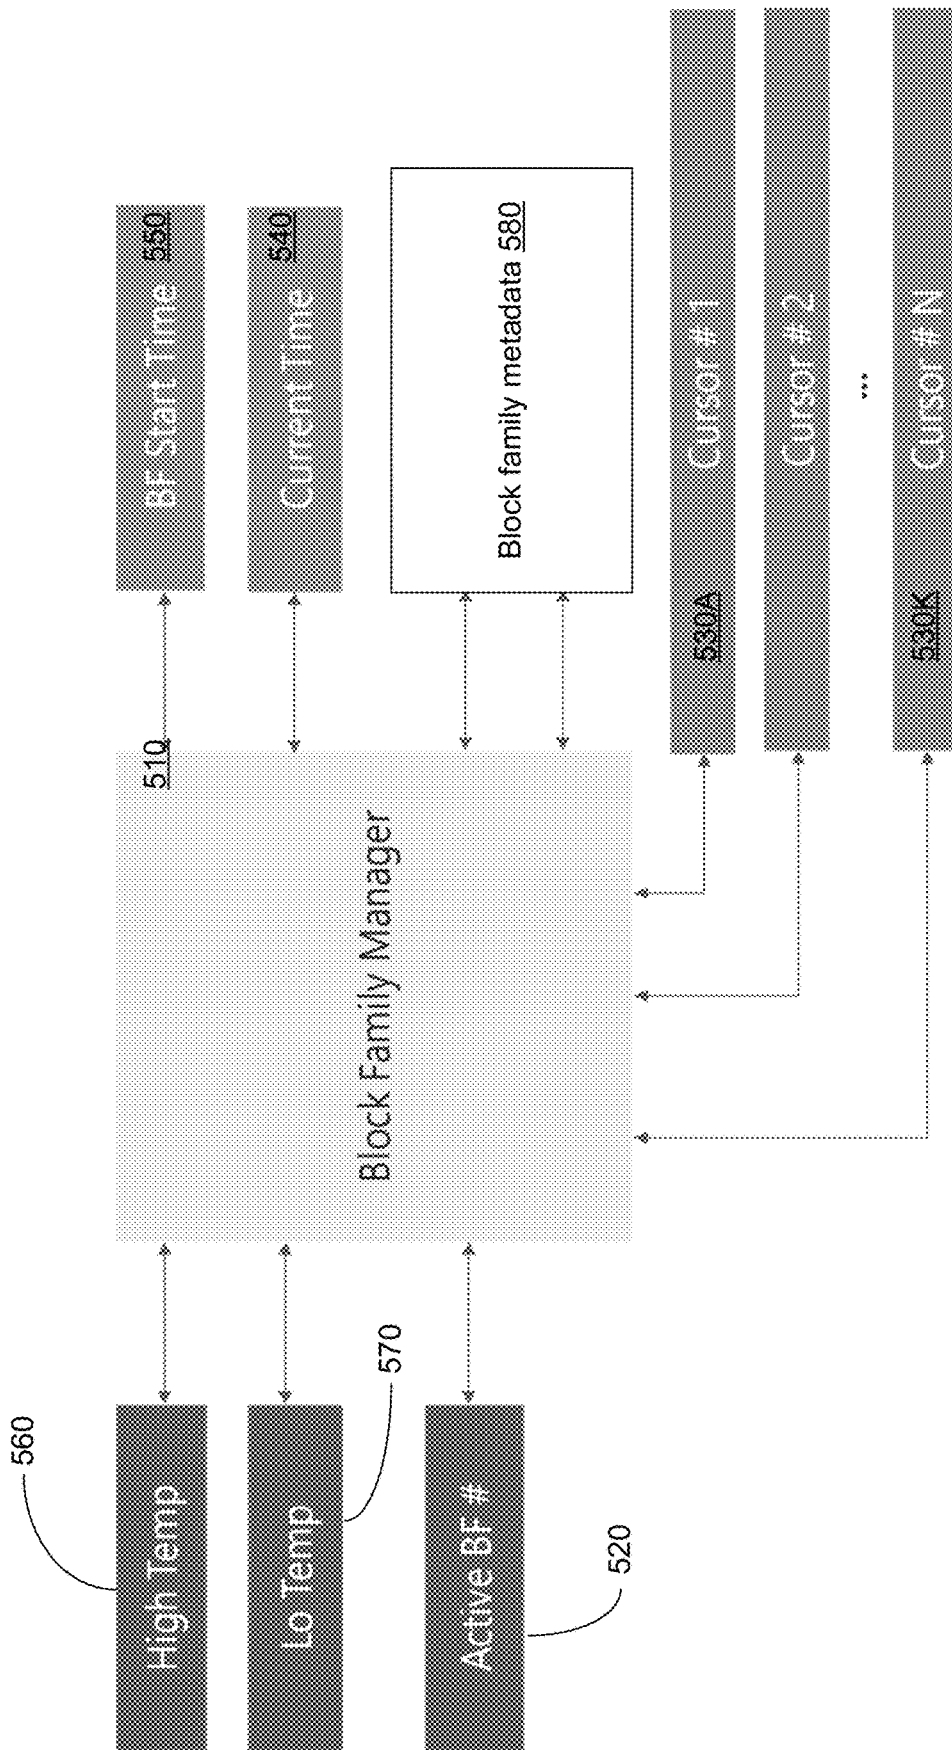 560
High Temp
Lo Temp
570
Active BF #
520
510
Block Family Manager
BF Start Time 550
Current Time 540
Block family metadata 580
530A Cursor # 1
Cursor # 2
...
530K Cursor # N